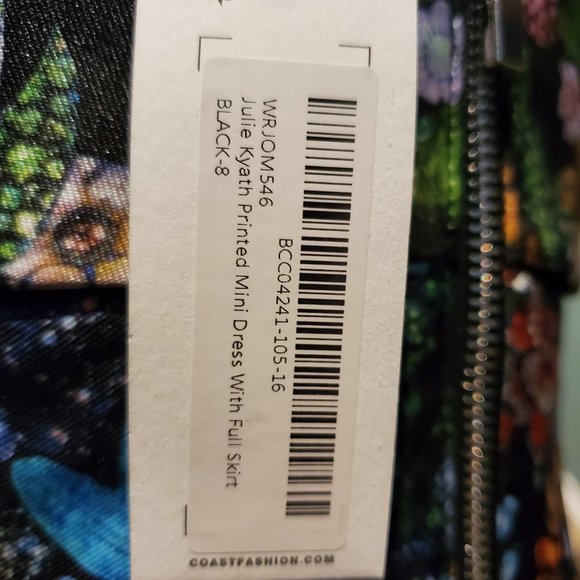 BCC04241-105-16
WRJOM546
Julie Kyath Printed Mini Dress With Full Skirt
BLACK-8
COASTFASHION.COM